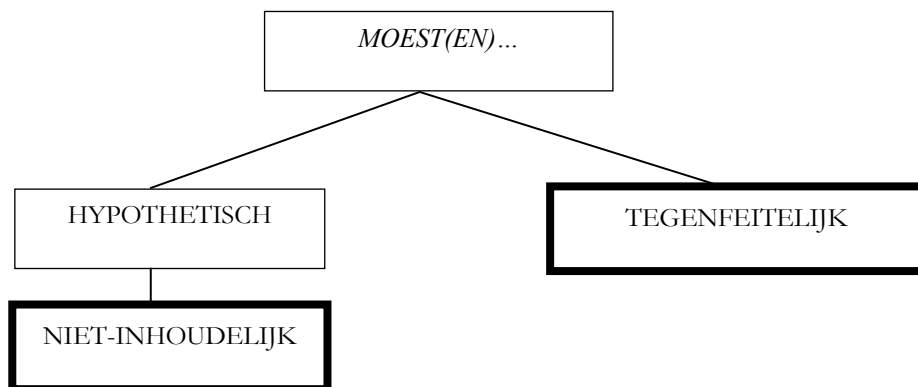 MOEST(EN)…
HYPOTHETISCH
TEGENFEITELIJK
NIET-INHOUDELIJK